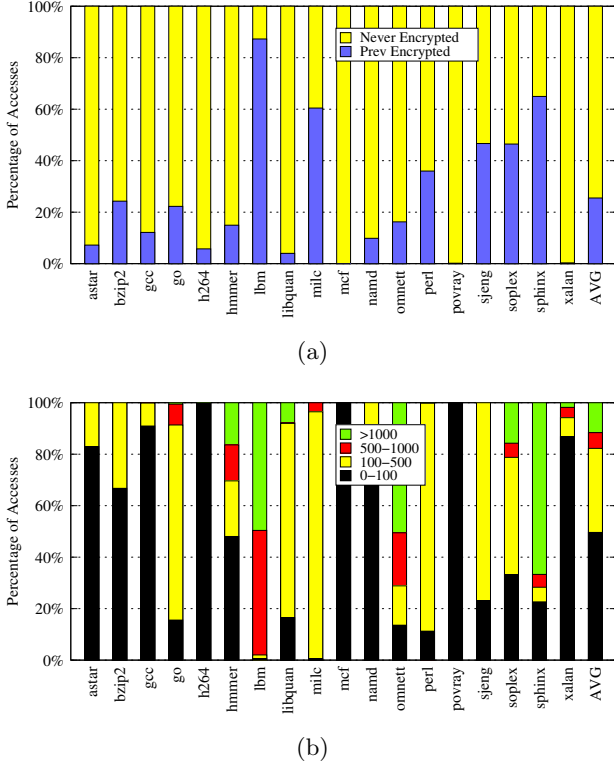 100%
80%
60%
40%
20%
0%
Percentage of Accesses
Never Encrypted
Prev Encrypted
astar
bzip2
gcc
go
h264
hmmer
lbm
libquan
milc
mcf
namd
omnett
perl
povray
sjeng
soplex
sphinx
xalan
AVG
(a)
100%
80%
60%
40%
20%
0%
Percentage of Accesses
>1000
500−1000
100−500
0−100
astar
bzip2
gcc
go
h264
hmmer
lbm
libquan
milc
mcf
namd
omnett
perl
povray
sjeng
soplex
sphinx
xalan
AVG
(b)